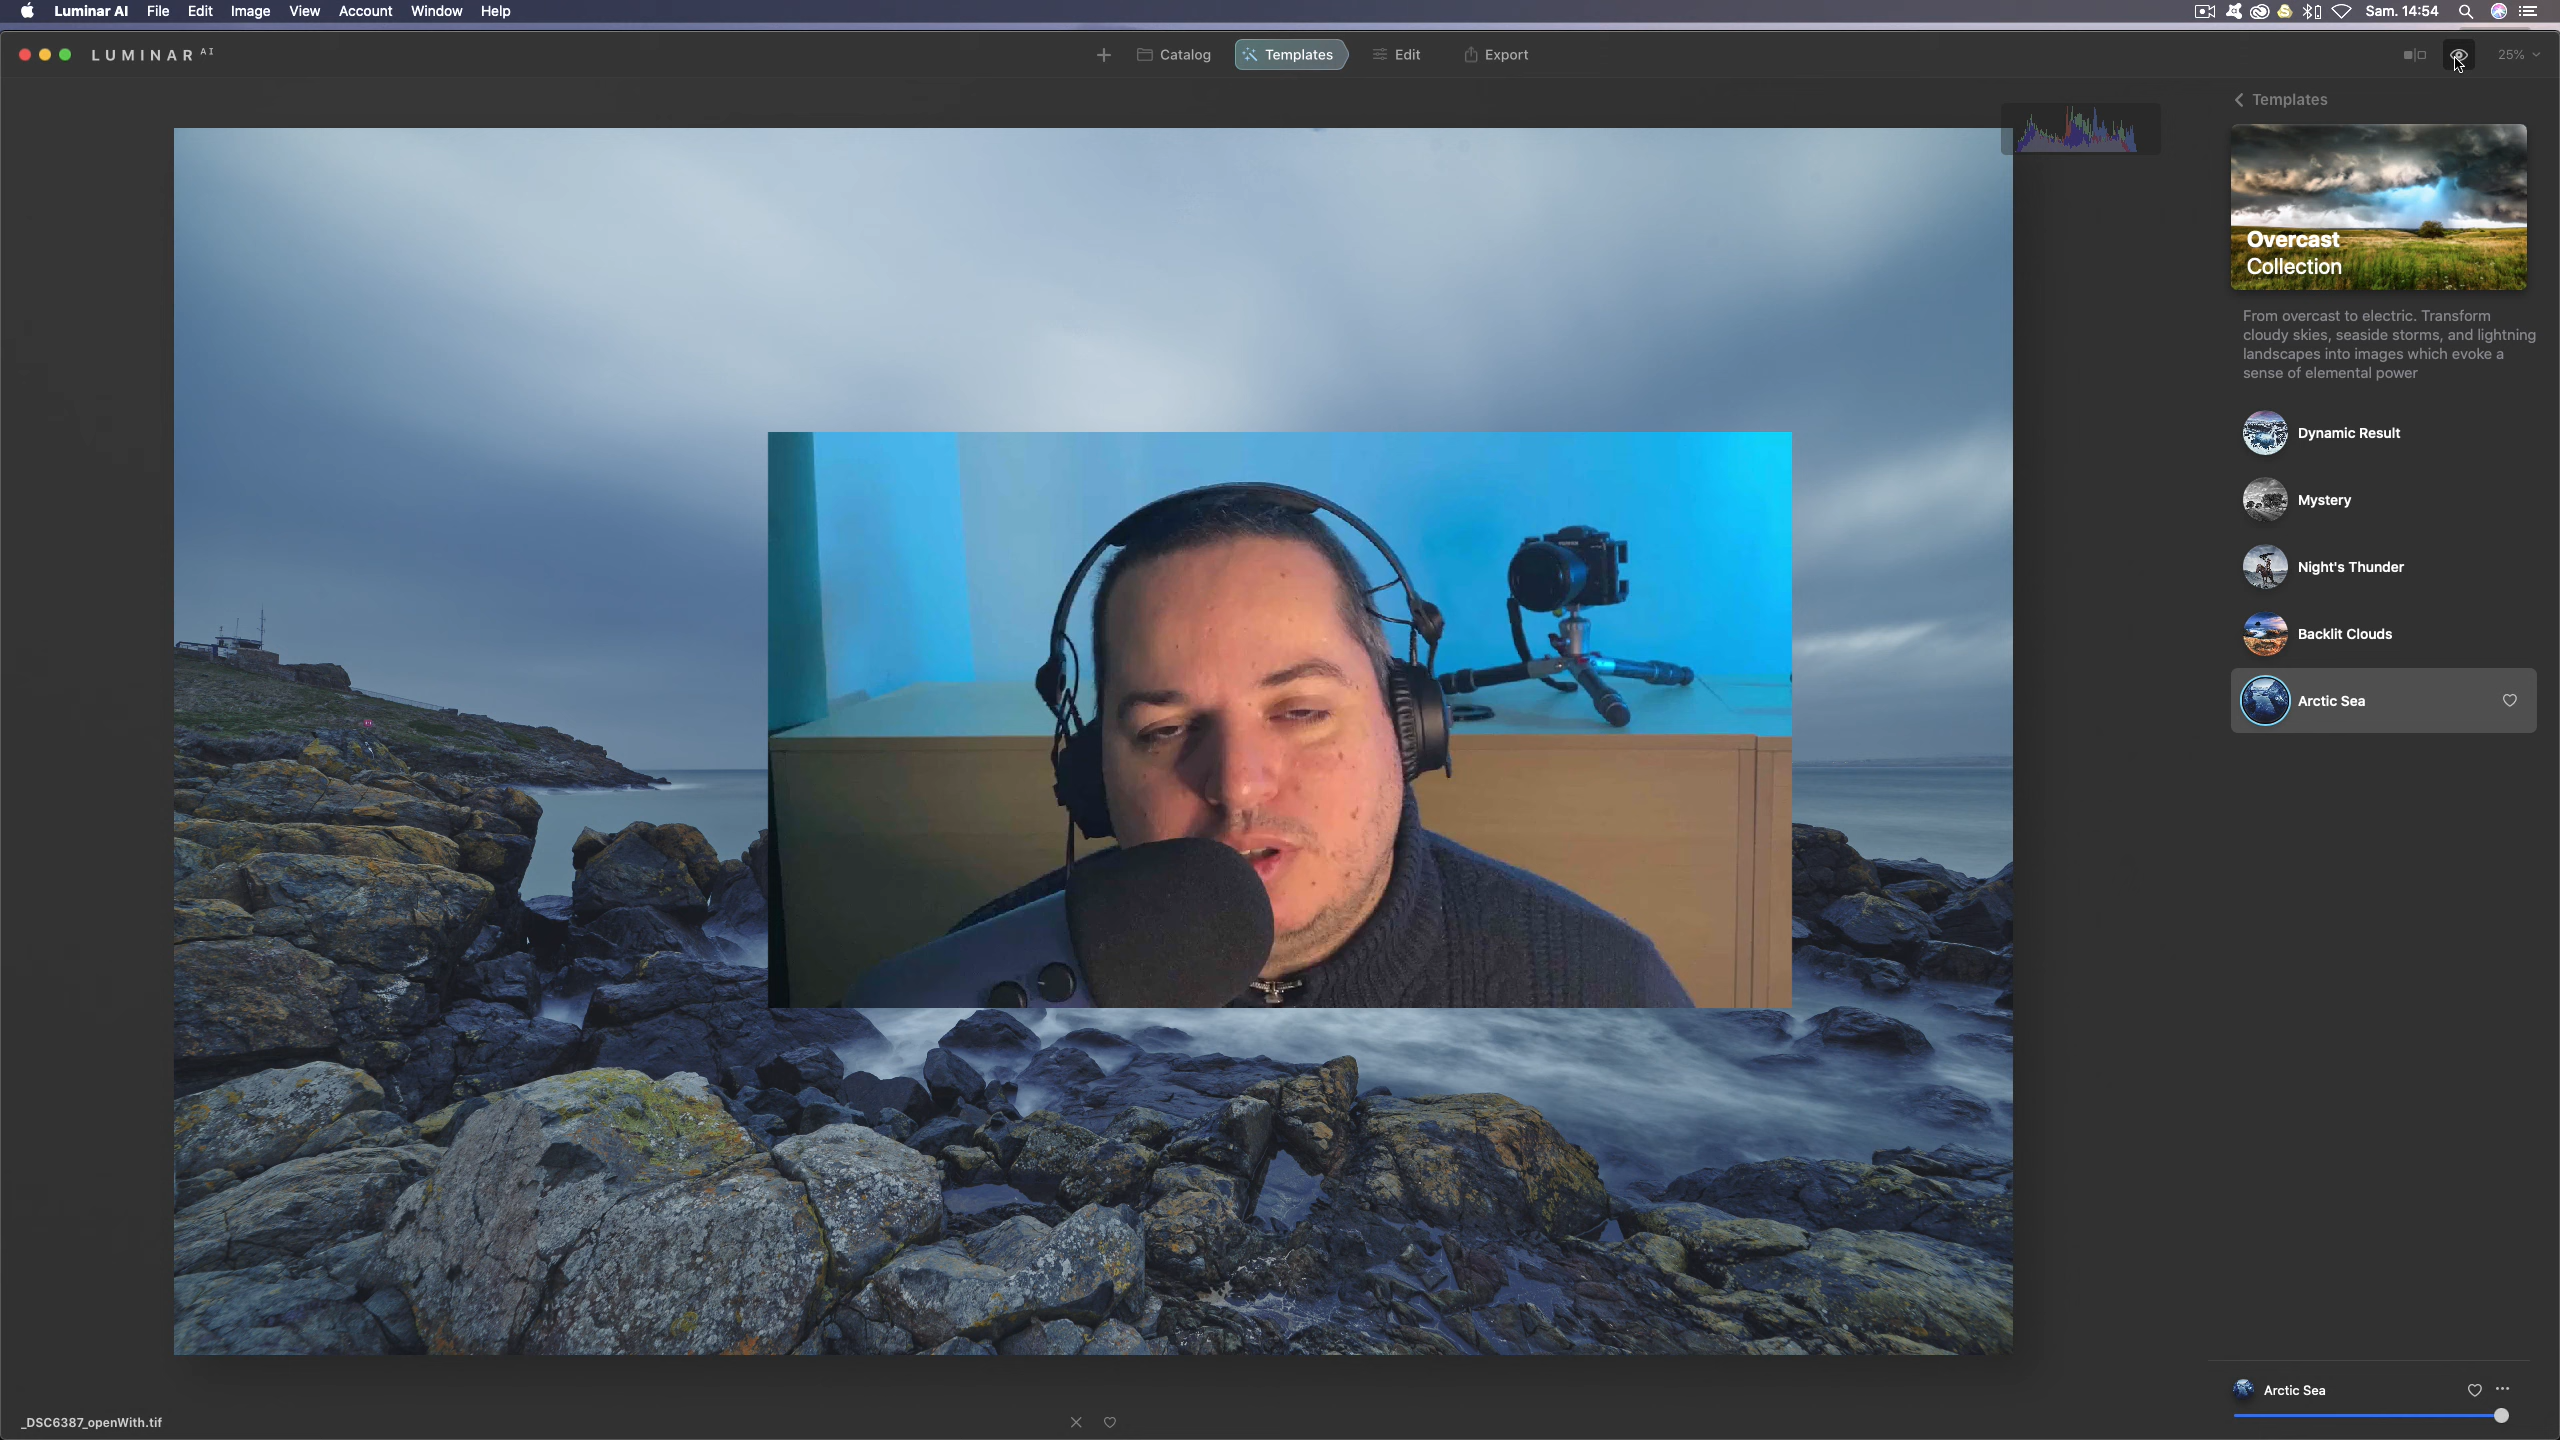 Luminar AI File Edit Image View Account Window Help Sam. 14:54
LUMINAR AI
Catalog Templates Edit Export 25%
Templates
Overcast
Collection
From overcast to electric. Transform
cloudy skies, seaside storms, and lightning
landscapes into images which evoke a
sense of elemental power
Dynamic Result
Mystery
Night's Thunder
Backlit Clouds
Arctic Sea
Arctic Sea
_DSC6387_openWith.tif